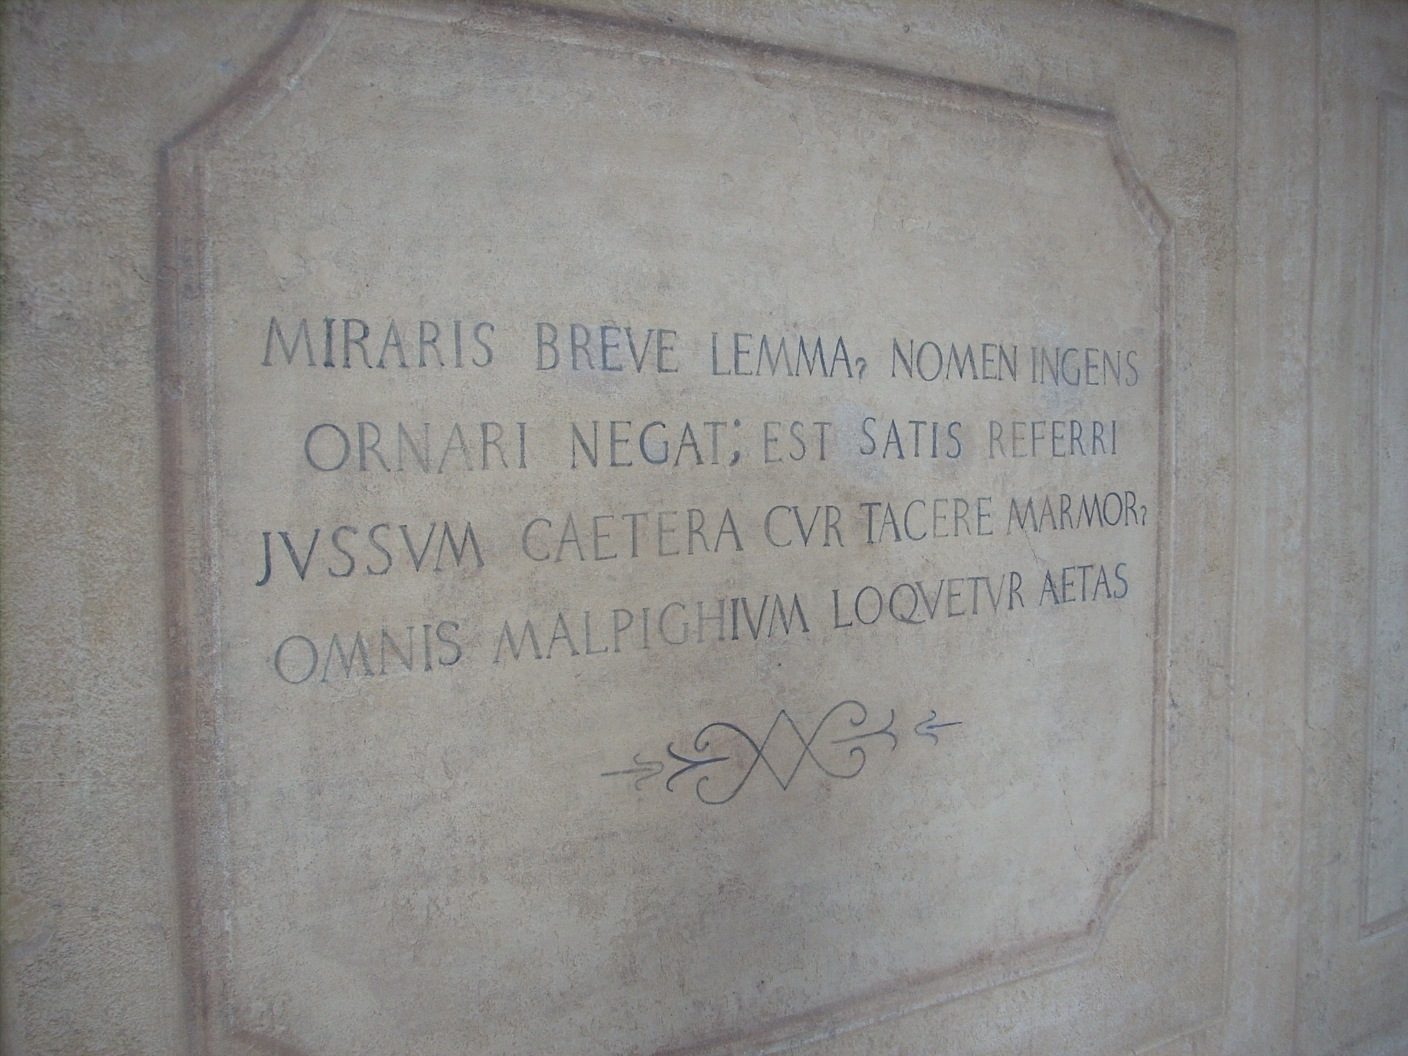 MIRARIS BREVE LEMMA? NOMEN INGENS
ORNARI NEGAT; EST SATIS REFERRI
JVSSVM CAETERA CVR TACERE MARMOR?
OMNIS MALPIGHIVM LOQVETVR AETAS